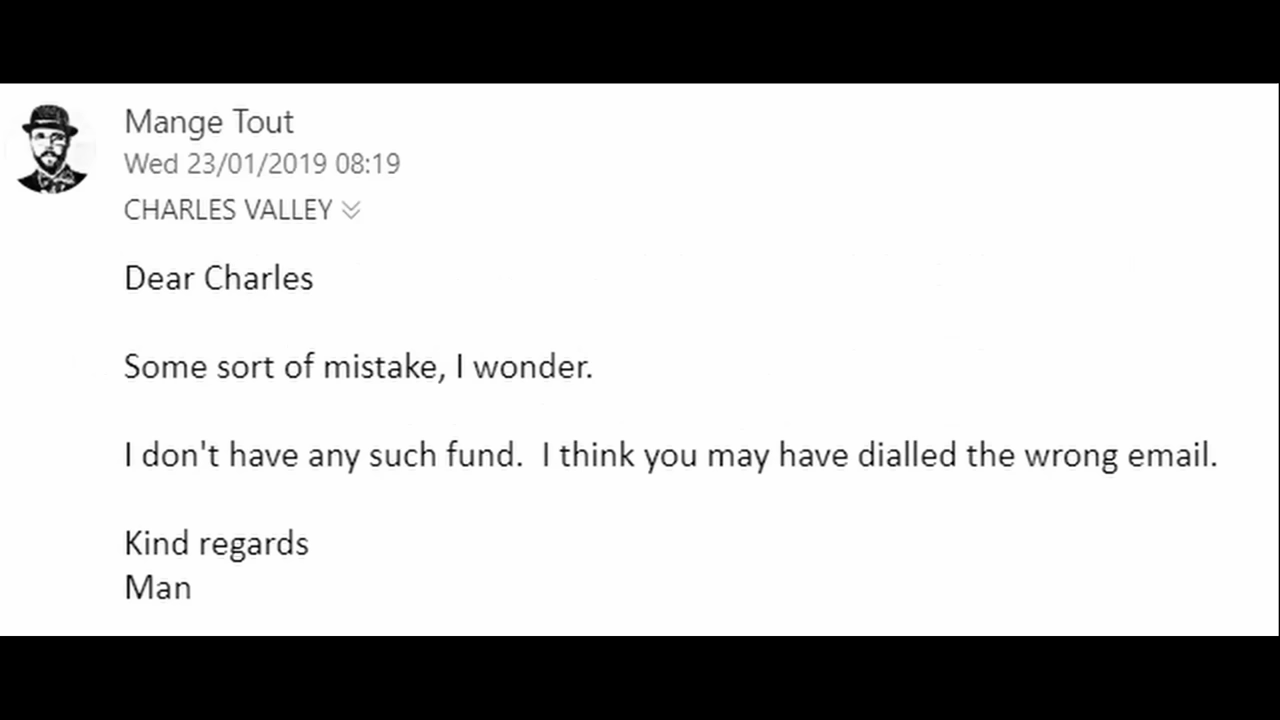 Mange Tout
Wed 23/01/2019 08:19
CHARLES VALLEY
Dear Charles
Some sort of mistake, I wonder.
I don't have any such fund.  I think you may have dialled the wrong email.
Kind regards
Man